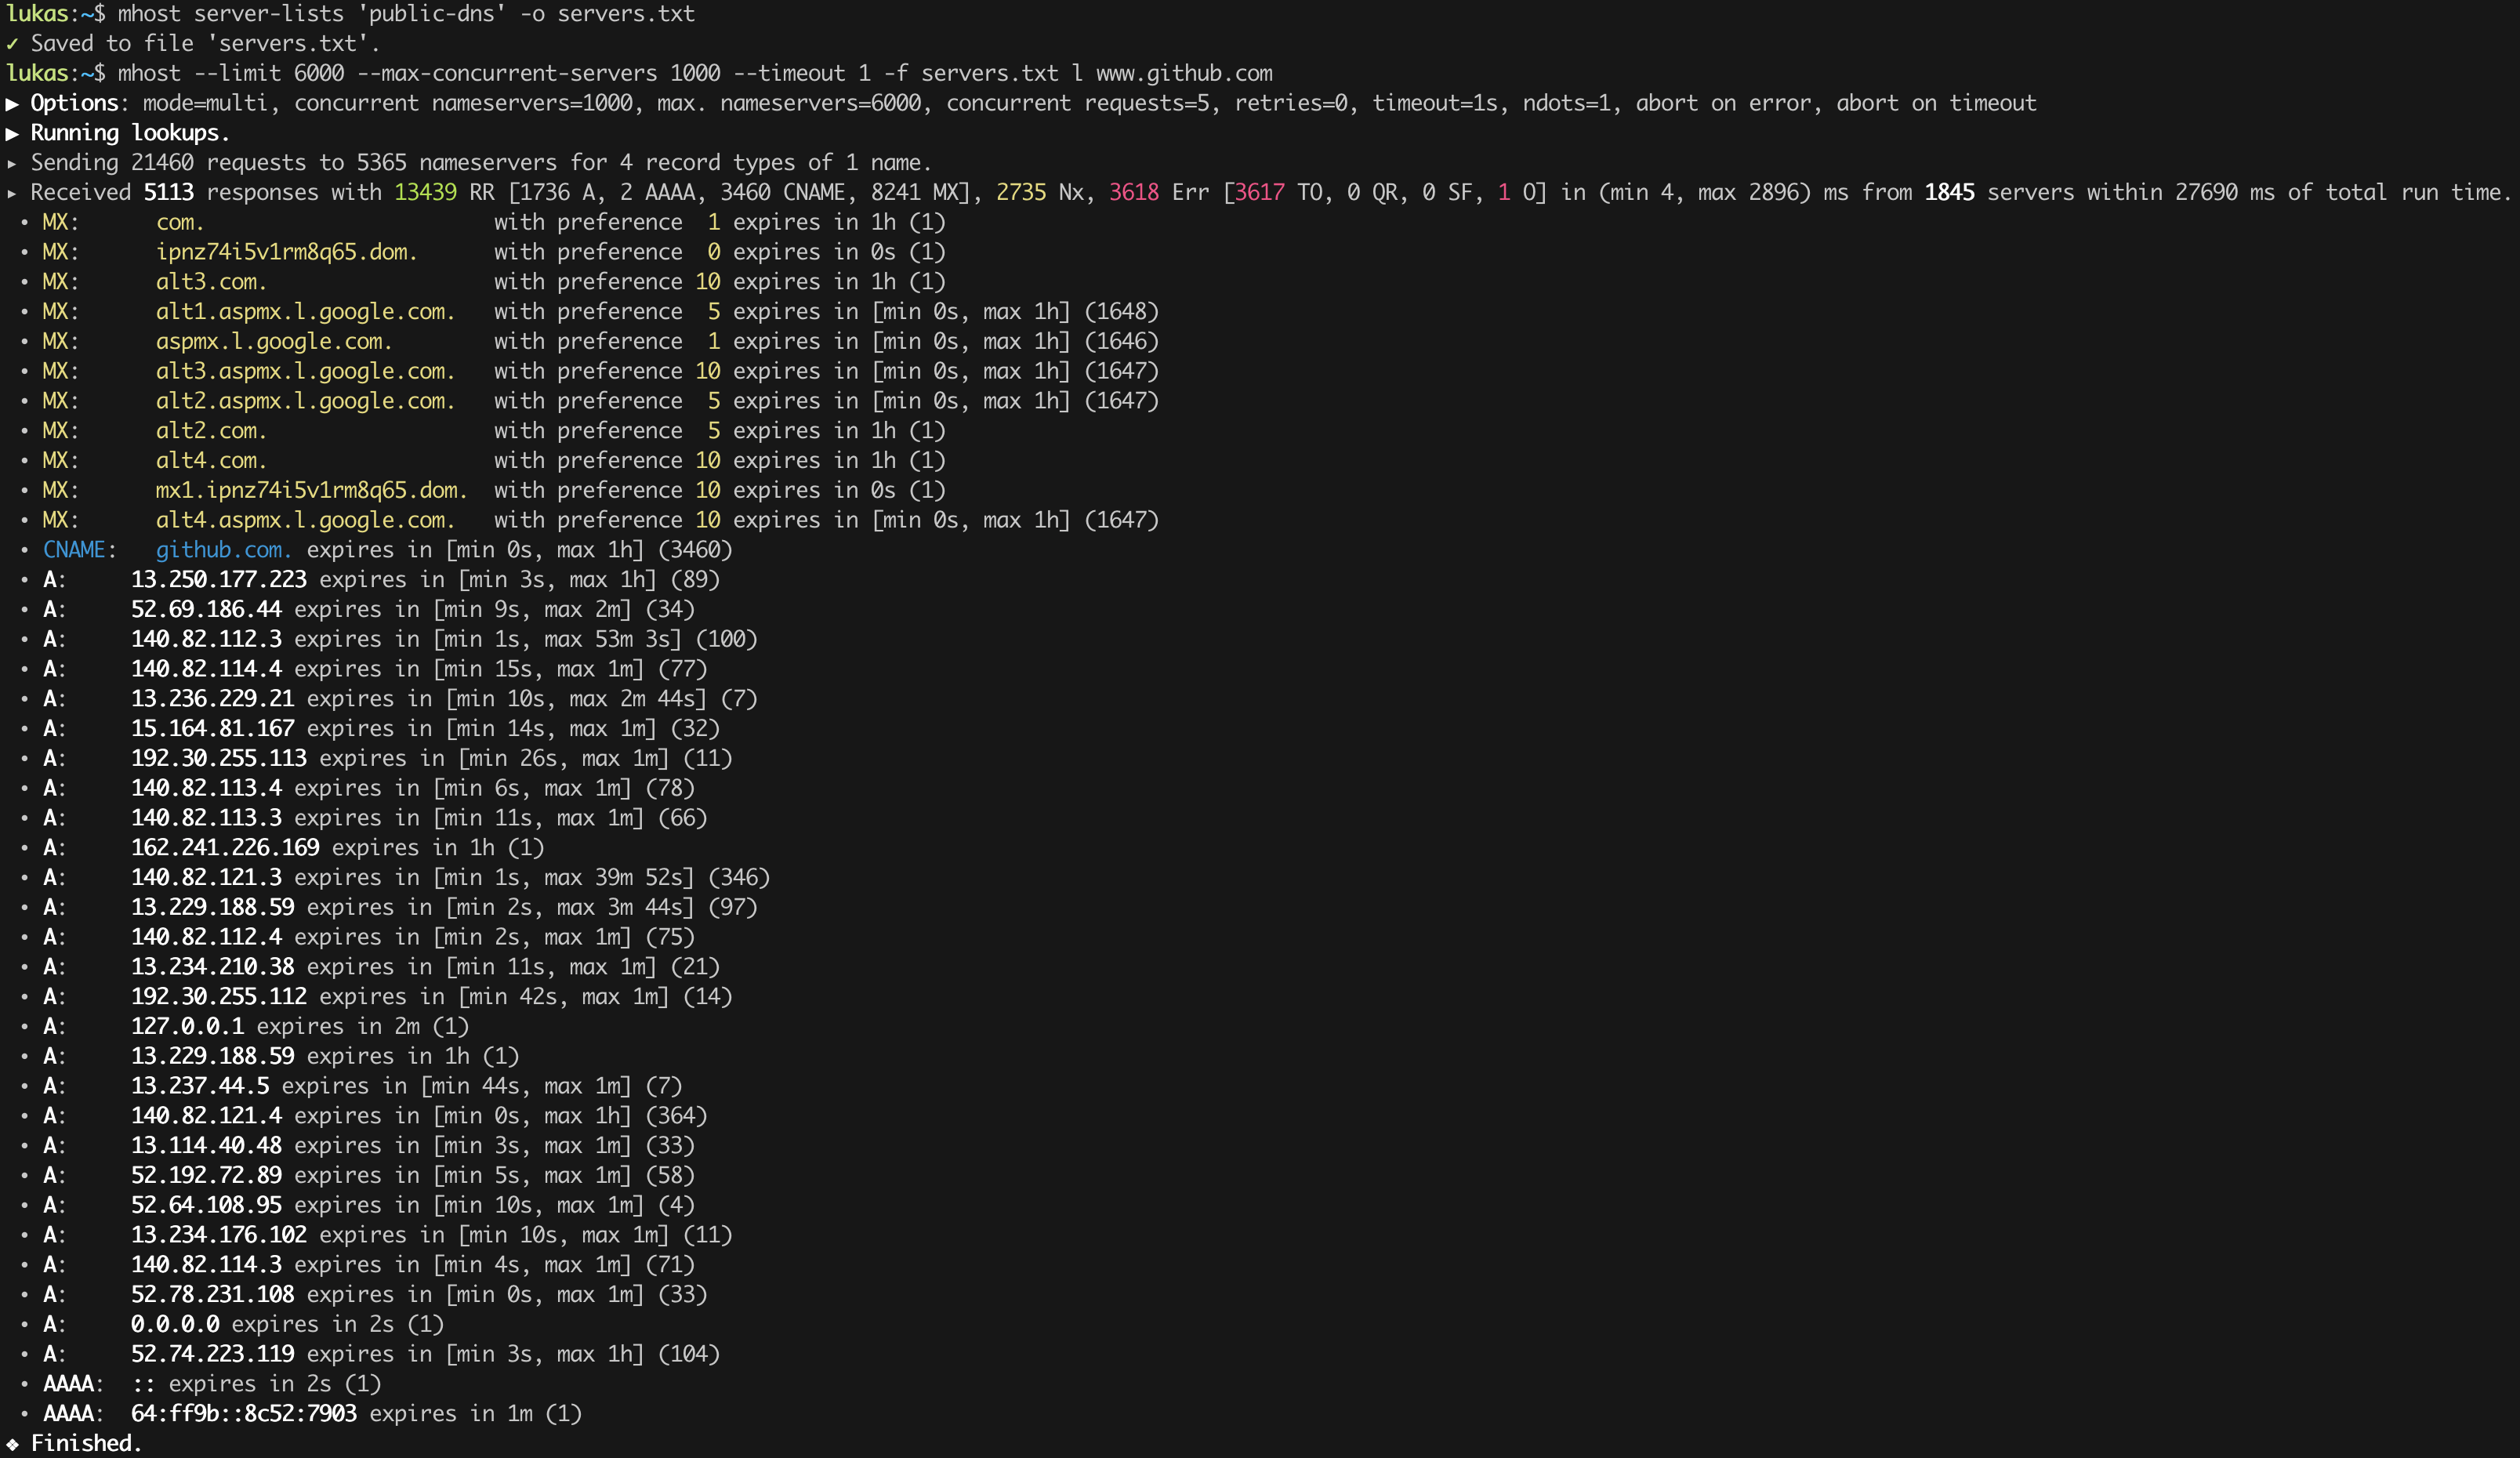 lukas:~$ mhost server-lists 'public-dns' -o servers.txt
✓ Saved to file 'servers.txt'.
lukas:~$ mhost --limit 6000 --max-concurrent-servers 1000 --timeout 1 -f servers.txt l www.github.com
▶ Options: mode=multi, concurrent nameservers=1000, max. nameservers=6000, concurrent requests=5, retries=0, timeout=1s, ndots=1, abort on error, abort on timeout
▶ Running lookups.
▸ Sending 21460 requests to 5365 nameservers for 4 record types of 1 name.
▸ Received 5113 responses with 13439 RR [1736 A, 2 AAAA, 3460 CNAME, 8241 MX], 2735 Nx, 3618 Err [3617 TO, 0 QR, 0 SF, 1 O] in (min 4, max 2896) ms from 1845 servers within 27690 ms of total run time.
• MX: com. with preference 1 expires in 1h (1)
• MX: ipnz74i5v1rm8q65.dom. with preference 0 expires in 0s (1)
• MX: alt3.com. with preference 10 expires in 1h (1)
• MX: alt1.aspmx.l.google.com. with preference 5 expires in [min 0s, max 1h] (1648)
• MX: aspmx.l.google.com. with preference 1 expires in [min 0s, max 1h] (1646)
• MX: alt3.aspmx.l.google.com. with preference 10 expires in [min 0s, max 1h] (1647)
• MX: alt2.aspmx.l.google.com. with preference 5 expires in [min 0s, max 1h] (1647)
• MX: alt2.com. with preference 5 expires in 1h (1)
• MX: alt4.com. with preference 10 expires in 1h (1)
• MX: mx1.ipnz74i5v1rm8q65.dom. with preference 10 expires in 0s (1)
• MX: alt4.aspmx.l.google.com. with preference 10 expires in [min 0s, max 1h] (1647)
• CNAME: github.com. expires in [min 0s, max 1h] (3460)
• A: 13.250.177.223 expires in [min 3s, max 1h] (89)
• A: 52.69.186.44 expires in [min 9s, max 2m] (34)
• A: 140.82.112.3 expires in [min 1s, max 53m 3s] (100)
• A: 140.82.114.4 expires in [min 15s, max 1m] (77)
• A: 13.236.229.21 expires in [min 10s, max 2m 44s] (7)
• A: 15.164.81.167 expires in [min 14s, max 1m] (32)
• A: 192.30.255.113 expires in [min 26s, max 1m] (11)
• A: 140.82.113.4 expires in [min 6s, max 1m] (78)
• A: 140.82.113.3 expires in [min 11s, max 1m] (66)
• A: 162.241.226.169 expires in 1h (1)
• A: 140.82.121.3 expires in [min 1s, max 39m 52s] (346)
• A: 13.229.188.59 expires in [min 2s, max 3m 44s] (97)
• A: 140.82.112.4 expires in [min 2s, max 1m] (75)
• A: 13.234.210.38 expires in [min 11s, max 1m] (21)
• A: 192.30.255.112 expires in [min 42s, max 1m] (14)
• A: 127.0.0.1 expires in 2m (1)
• A: 13.229.188.59 expires in 1h (1)
• A: 13.237.44.5 expires in [min 44s, max 1m] (7)
• A: 140.82.121.4 expires in [min 0s, max 1h] (364)
• A: 13.114.40.48 expires in [min 3s, max 1m] (33)
• A: 52.192.72.89 expires in [min 5s, max 1m] (58)
• A: 52.64.108.95 expires in [min 10s, max 1m] (4)
• A: 13.234.176.102 expires in [min 10s, max 1m] (11)
• A: 140.82.114.3 expires in [min 4s, max 1m] (71)
• A: 52.78.231.108 expires in [min 0s, max 1m] (33)
• A: 0.0.0.0 expires in 2s (1)
• A: 52.74.223.119 expires in [min 3s, max 1h] (104)
• AAAA: :: expires in 2s (1)
• AAAA: 64:ff9b::8c52:7903 expires in 1m (1)
❖ Finished.